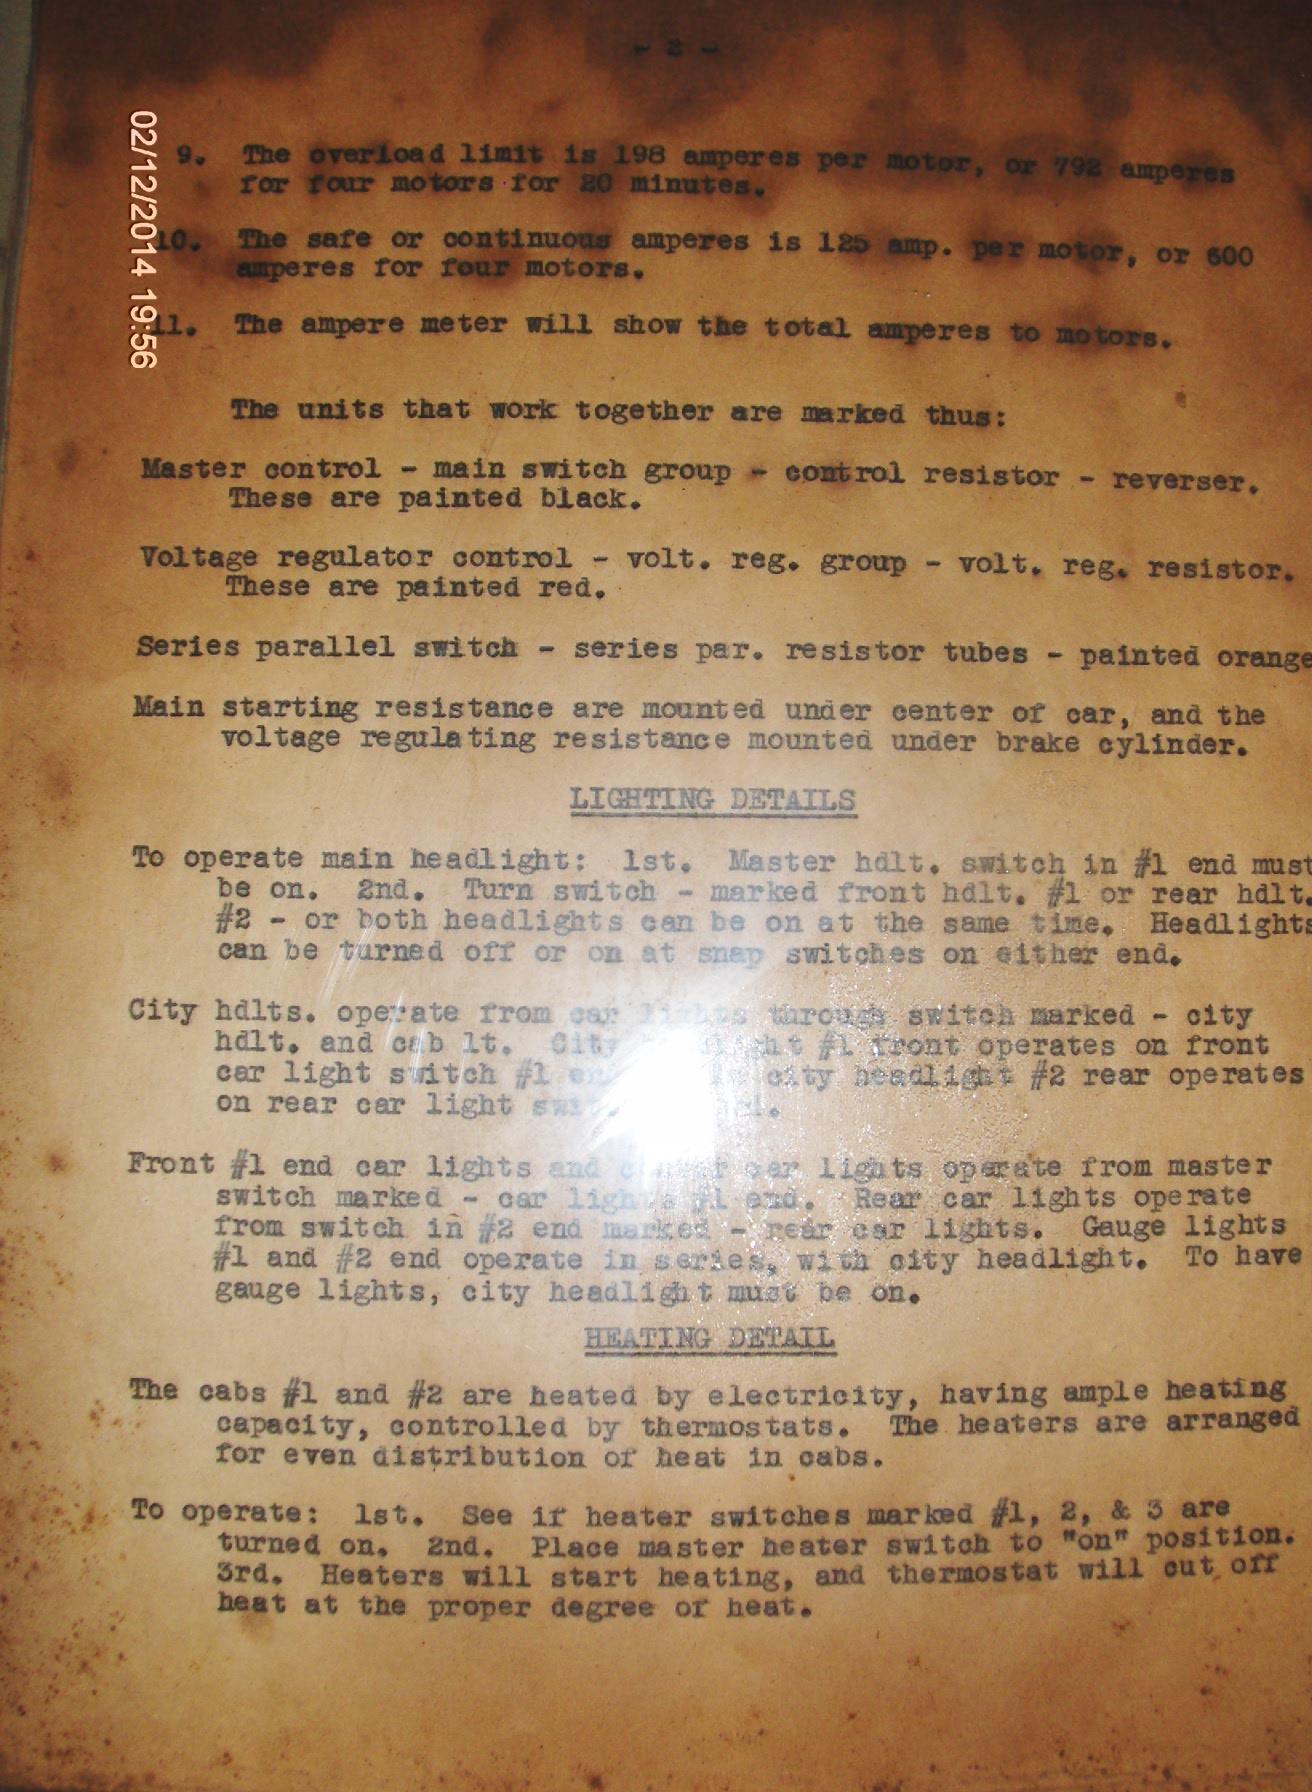 - 2 -
9. The overload limit is 198 amperes per motor, or 792 amperes
for four motors for 20 minutes.
10. The safe or continuous amperes is 125 amp. per motor, or 600
amperes for four motors.
11. The ampere meter will show the total amperes to motors.
The units that work together are marked thus:
Master control - main switch group - control resistor - reverser.
These are painted black.
Voltage regulator control - volt. reg. group - volt. reg. resistor.
These are painted red.
Series parallel switch - series par. resistor tubes - painted orange
Main starting resistance are mounted under center of car, and the
voltage regulating resistance mounted under brake cylinder.
LIGHTING DETAILS
To operate main headlight: 1st. Master hdlt. switch in #1 end must
be on. 2nd. Turn switch - marked front hdlt. #1 or rear hdlt.
#2 - or both headlights can be on at the same time. Headlights
can be turned off or on at snap switches on either end.
City hdlts. operate from car lights through switch marked - city
hdlt. and cab lt. City #1 front operates on front
car light switch #1 city headlight #2 rear operates
on rear car light
Front #1 end car lights and car lights operate from master
switch marked - car lights #1 end. Rear car lights operate
from switch in #2 end marked - rear car lights. Gauge lights
#1 and #2 end operate in series, with city headlight. To have
gauge lights, city headlight must be on.
HEATING DETAIL
The cabs #1 and #2 are heated by electricity, having ample heating
capacity, controlled by thermostats. The heaters are arranged
for even distribution of heat in cabs.
To operate: 1st. See if heater switches marked #1, 2, & 3 are
turned on. 2nd. Place master heater switch to "on" position.
3rd. Heaters will start heating, and thermostat will cut off
heat at the proper degree of heat.
02/12/2014 19:56